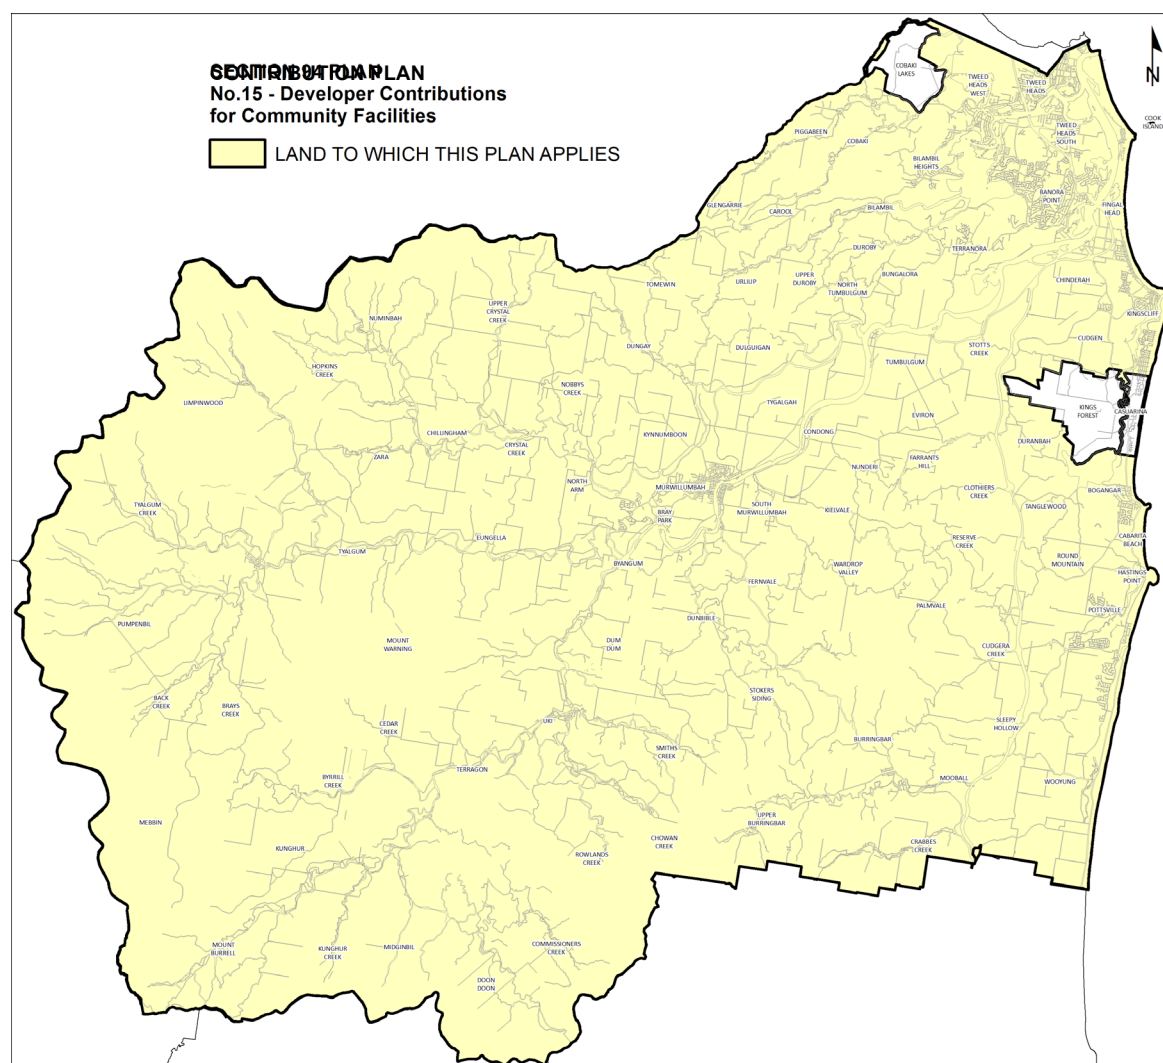 SECTION 94 PLAN
CONTRIBUTION PLAN
No.15 - Developer Contributions
for Community Facilities
LAND TO WHICH THIS PLAN APPLIES
N
COBAKI
LAKES
TWEED
HEADS
WEST
TWEED
HEADS
COOK
ISLAND
TWEED
HEADS
SOUTH
PIGGABEEN
COBAKI
BILAMBIL
HEIGHTS
BANORA
POINT
GLENGARRIE
CAROOL
BILAMBIL
FINGAL
HEAD
DUROBY
TERRANORA
TOMEWIN
URLIUP
UPPER
DUROBY
NORTH
TUMBULGUM
BUNGALORA
CHINDERAH
KINGSCLIFF
NUMINBAH
UPPER
CRYSTAL
CREEK
DUNGAY
DULGUIGAN
TUMBULGUM
STOTTS
CREEK
CUDGEN
HOPKINS
CREEK
NOBBYS
CREEK
LIMPINWOOD
TYGALGAH
EVIRON
KINGS
FOREST
CASUARINA
CHILLINGHAM
CRYSTAL
CREEK
KYNNUMBOON
CONDONG
DURANBAH
ZARA
NUNDERI
FARRANTS
HILL
NORTH
ARM
MURWILLUMBAH
CLOTHIERS
CREEK
BOGANGAR
TYALGUM
CREEK
BRAY
PARK
SOUTH
MURWILLUMBAH
KIELVALE
TANGLEWOOD
EUNGELLA
RESERVE
CREEK
CABARITA
BEACH
TYALGUM
BYANGUM
WARDROP
VALLEY
ROUND
MOUNTAIN
HASTINGS
POINT
FERNVALE
PALMVALE
POTTSVILLE
PUMPENBIL
DUNBIBLE
MOUNT
WARNING
DUM
DUM
CUDGERA
CREEK
BACK
CREEK
BRAYS
CREEK
STOKERS
SIDING
CEDAR
CREEK
UKI
SLEEPY
HOLLOW
SMITHS
CREEK
BURRINGBAR
BYRRILL
CREEK
TERRAGON
MOOBALL
WOOYUNG
MEBBIN
UPPER
BURRINGBAR
KUNGHUR
CHOWAN
CREEK
CRABBES
CREEK
ROWLANDS
CREEK
MOUNT
BURRELL
KUNGHUR
CREEK
MIDGINBIL
COMMISSIONERS
CREEK
DOON
DOON